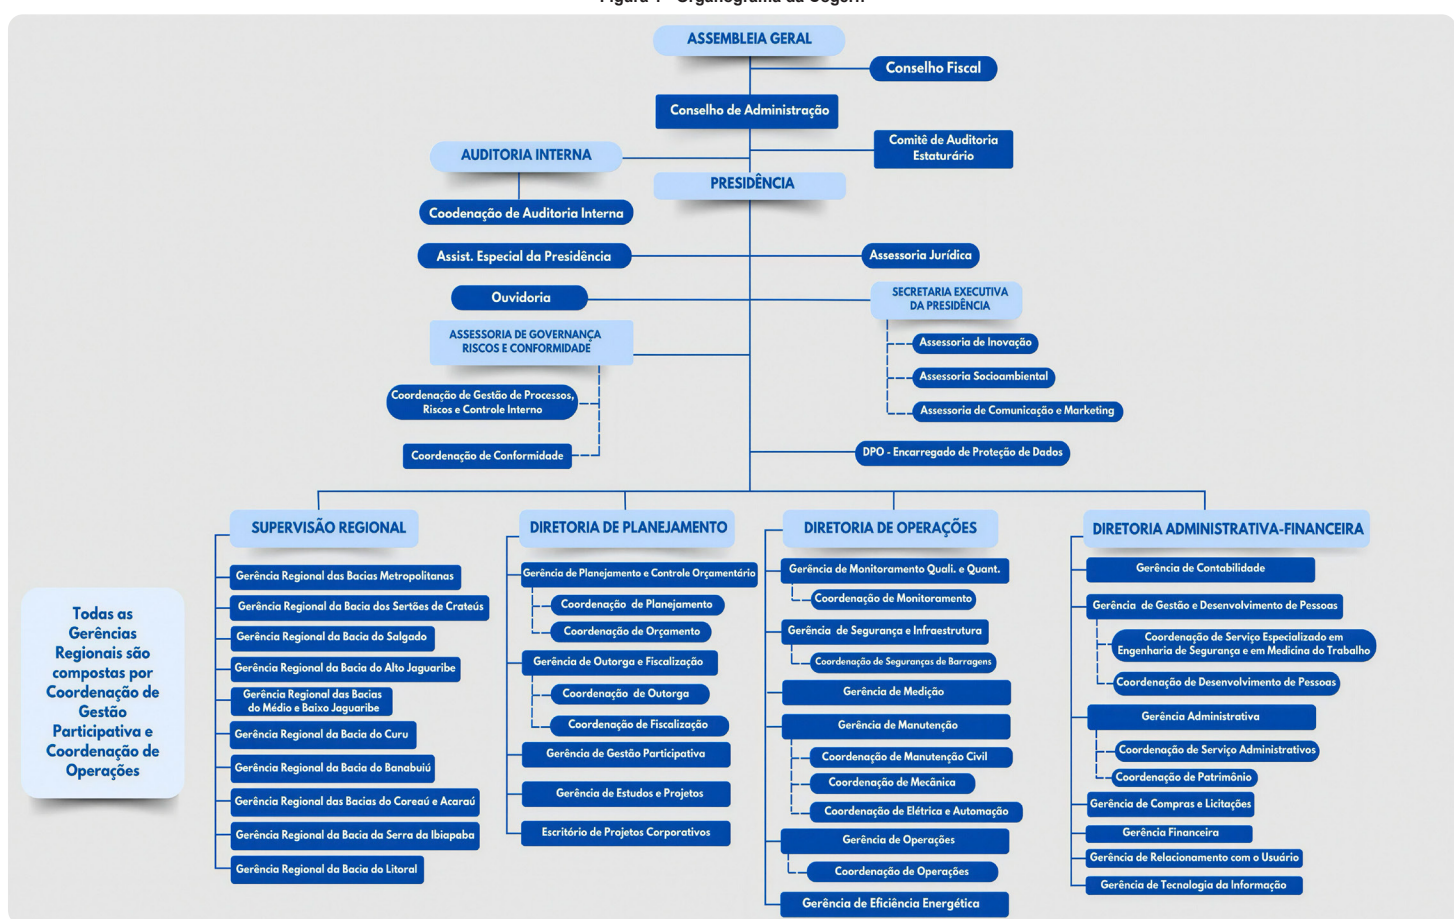 ASSEMBLEIA GERAL
Conselho Fiscal
Conselho de Administração
Comitê de Auditoria
Estaturário
AUDITORIA INTERNA
PRESIDÊNCIA
Coodenação de Auditoria Interna
Assist. Especial da Presidência
Assessoria Jurídica
Ouvidoria
SECRETARIA EXECUTIVA
DA PRESIDÊNCIA
ASSESSORIA DE GOVERNANÇA
RISCOS E CONFORMIDADE
Assessoria de Inovação
Assessoria Socioambiental
Assessoria de Comunicação e Marketing
Coordenação de Gestão de Processos,
Riscos e Controle Interno
Coordenação de Conformidade
DPO - Encarregado de Proteção de Dados
SUPERVISÃO REGIONAL
Gerência Regional das Bacias Metropolitanas
Gerência Regional da Bacia dos Sertões de Crateús
Gerência Regional da Bacia do Salgado
Gerência Regional da Bacia do Alto Jaguaribe
Gerência Regional das Bacias
do Médio e Baixo Jaguaribe
Gerência Regional da Bacia do Curu
Gerência Regional da Bacia do Banabuiú
Gerência Regional das Bacias do Coreaú e Acaraú
Gerência Regional da Bacia da Serra da Ibiapaba
Gerência Regional da Bacia do Litoral
Todas as
Gerências
Regionais são
compostas por
Coordenação de
Gestão
Participativa e
Coordenação de
Operações
DIRETORIA DE PLANEJAMENTO
Gerência de Planejamento e Controle Orçamentário
Coordenação de Planejamento
Coordenação de Orçamento
Gerência de Outorga e Fiscalização
Coordenação de Outorga
Coordenação de Fiscalização
Gerência de Gestão Participativa
Gerência de Estudos e Projetos
Escritório de Projetos Corporativos
DIRETORIA DE OPERAÇÕES
Gerência de Monitoramento Quali. e Quant.
Coordenação de Monitoramento
Gerência de Segurança e Infraestrutura
Coordenação de Seguranças de Barragens
Gerência de Medição
Gerência de Manutenção
Coordenação de Manutenção Civil
Coordenação de Mecânica
Coordenação de Elétrica e Automação
Gerência de Operações
Coordenação de Operações
Gerência de Eficiência Energética
DIRETORIA ADMINISTRATIVA-FINANCEIRA
Gerência de Contabilidade
Gerência de Gestão e Desenvolvimento de Pessoas
Coordenação de Serviço Especializado em
Engenharia de Segurança e em Medicina do Trabalho
Coordenação de Desenvolvimento de Pessoas
Gerência Administrativa
Coordenação de Serviço Administrativos
Coordenação de Patrimônio
Gerência de Compras e Licitações
Gerência Financeira
Gerência de Relacionamento com o Usuário
Gerência de Tecnologia da Informação